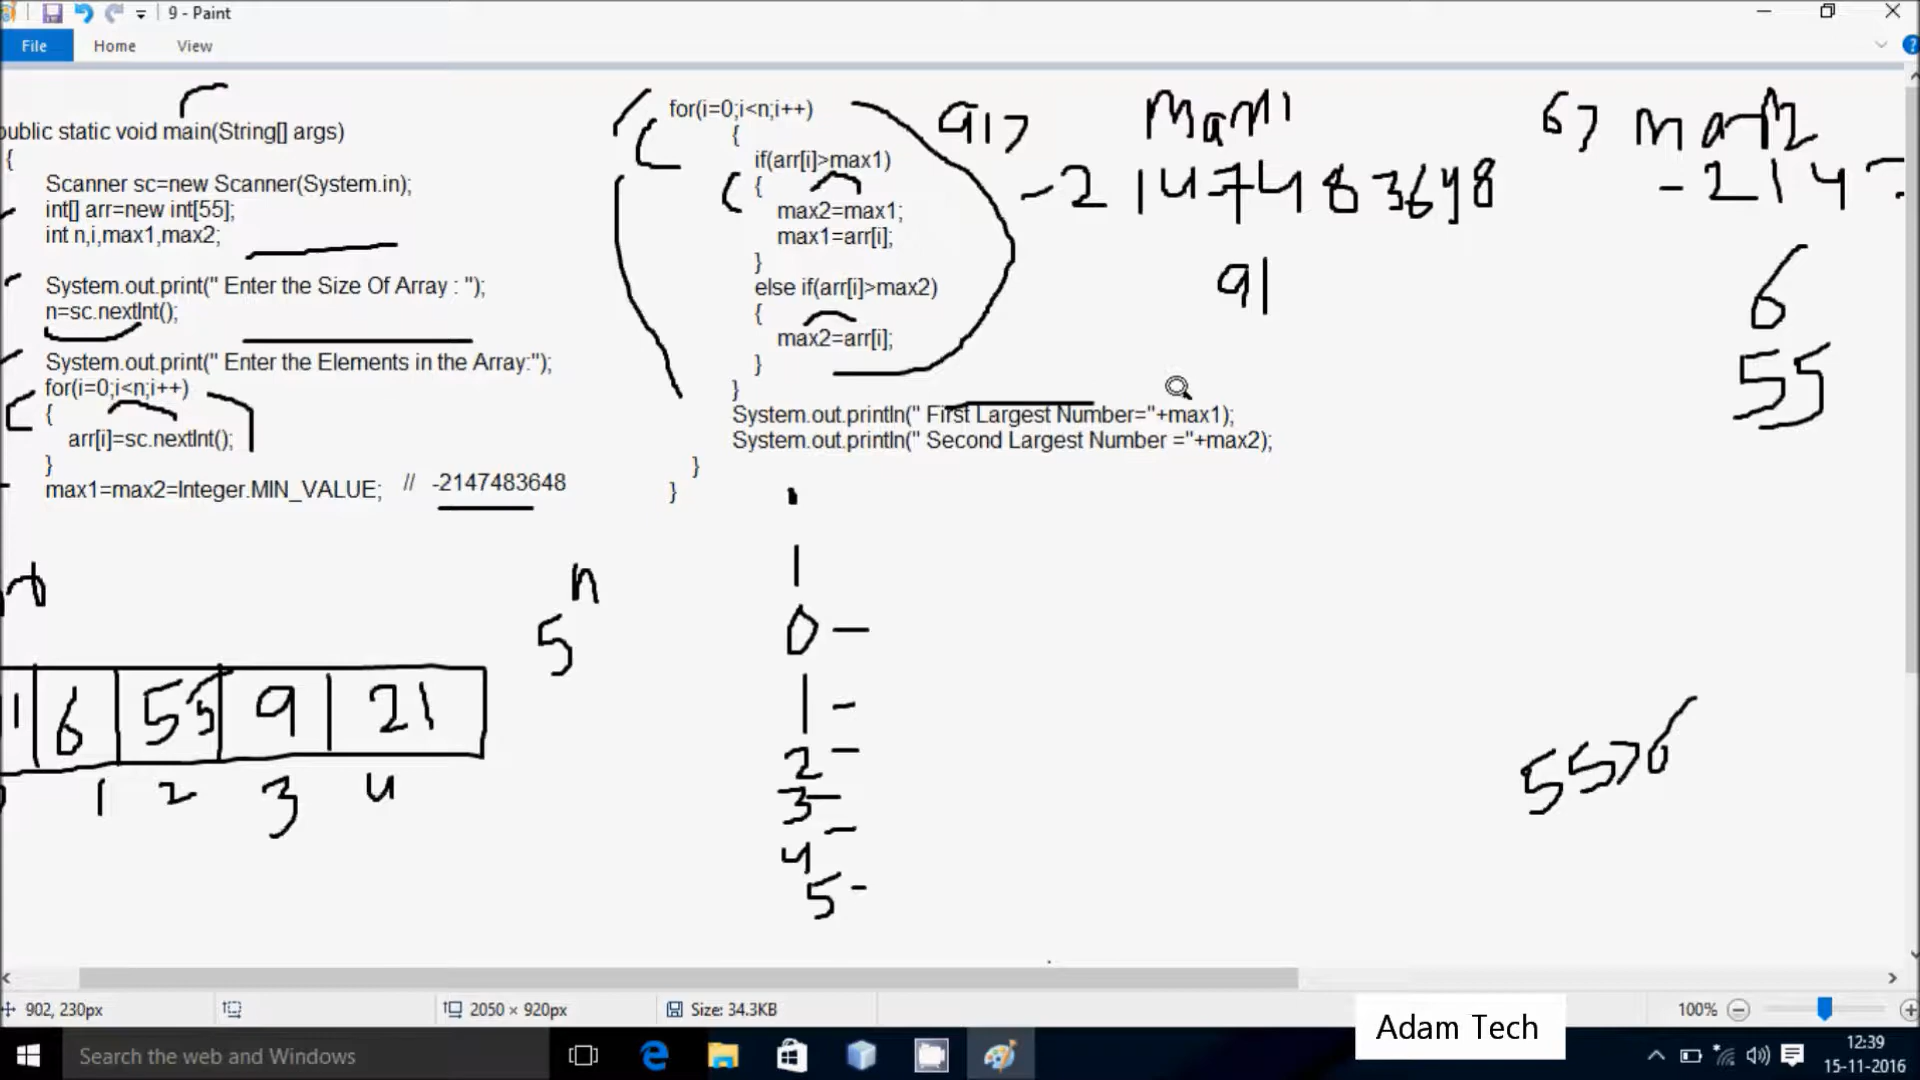 9 - Paint
File Home View
public static void main(String[] args)
{
Scanner sc=new Scanner(System.in);
int[] arr=new int[55];
int n,i,max1,max2;
System.out.print(" Enter the Size Of Array : ");
n=sc.nextInt();
System.out.print(" Enter the Elements in the Array:");
for(i=0;i<n;i++)
{
arr[i]=sc.nextInt();
}
max1=max2=Integer.MIN_VALUE; // -2147483648
for(i=0;i<n;i++)
{
if(arr[i]>max1)
{
max2=max1;
max1=arr[i];
}
else if(arr[i]>max2)
{
max2=arr[i];
}
}
System.out.println(" First Largest Number="+max1);
System.out.println(" Second Largest Number ="+max2);
}
}
91>
Max1
-2147483648
91
6>
Max2
-2147
6
55
n
5
6 55 9 21
1 2 3 4
0 -
1 -
2 -
3 -
4 -
5 -
55>6
902, 230px
2050 × 920px
Size: 34.3KB
100%
Adam Tech
Search the web and Windows
12:39
15-11-2016